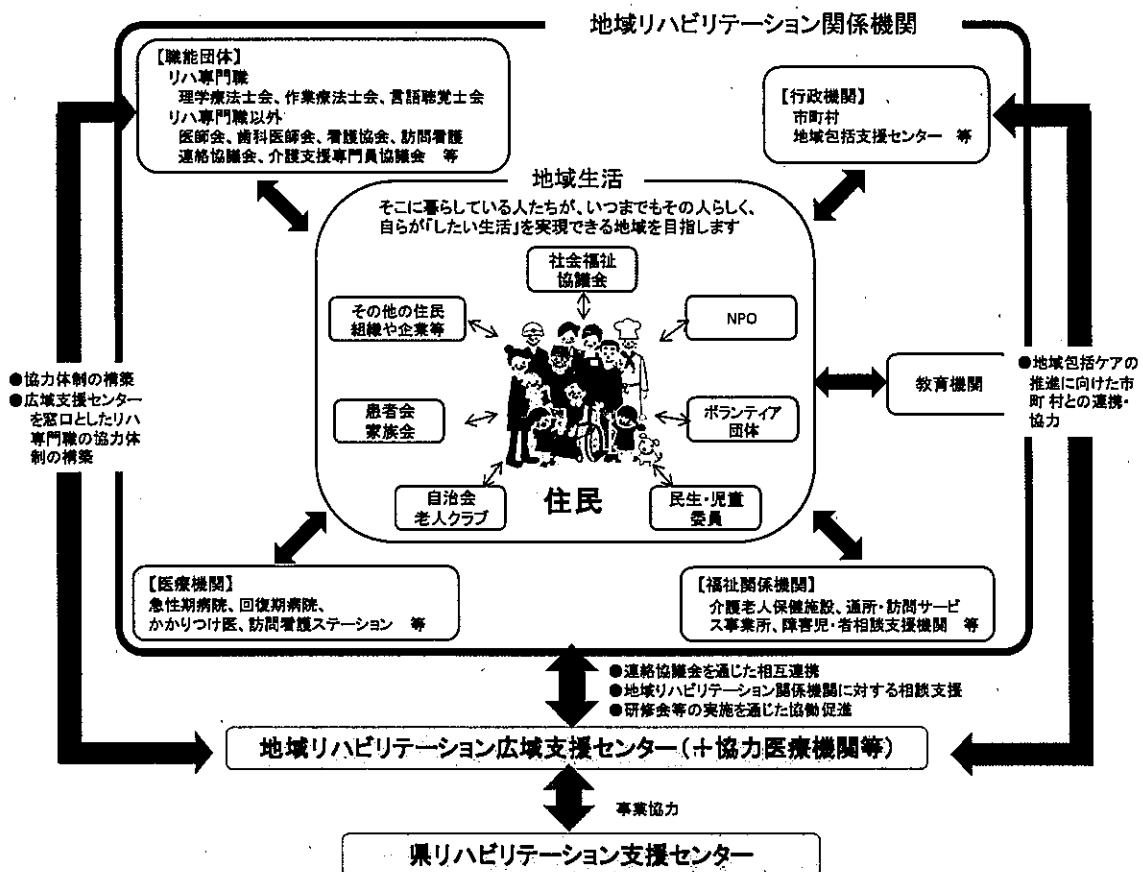 地域リハビリテーション関係機関
【職能団体】
リハ専門職
理学療法士会、作業療法士会、言語聴覚士会
リハ専門職以外
医師会、歯科医師会、看護協会、訪問看護
連絡協議会、介護支援専門員協議会 等
【行政機関】
市町村
地域包括支援センター 等
地域生活
そこに暮らしている人たちが、いつまでもその人らしく、
自らが「したい生活」を実現できる地域を目指します
社会福祉
協議会
その他の住民
組織や企業等
NPO
患者会
家族会
ボランティア
団体
自治会
老人クラブ
住民
民生・児童
委員
教育機関
●協力体制の構築
●広域支援センター
を窓口としたリハ
専門職の協力体
制の構築
●地域包括ケアの
推進に向けた市
町村との連携・
協力
【医療機関】
急性期病院、回復期病院、
かかりつけ医、訪問看護ステーション 等
【福祉関係機関】
介護老人保健施設、通所・訪問サービ
ス事業所、障害児・者相談支援機関 等
●連絡協議会を通じた相互連携
●地域リハビリテーション関係機関に対する相談支援
●研修会等の実施を通じた協働促進
地域リハビリテーション広域支援センター(+協力医療機関等)
事業協力
県リハビリテーション支援センター